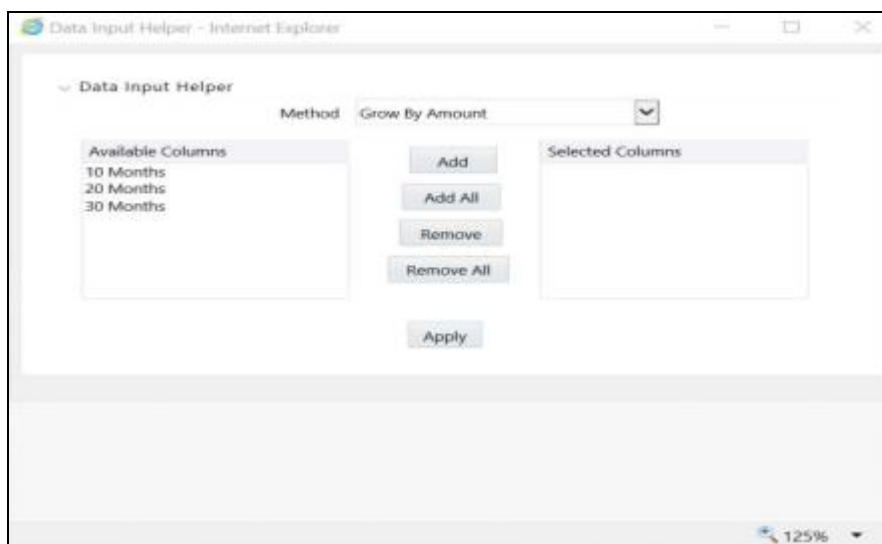 Data Input Helper - Internet Explorer
Data Input Helper
Method Grow By Amount
Available Columns
10 Months
20 Months
30 Months
Add
Add All
Remove
Remove All
Selected Columns
Apply
125%